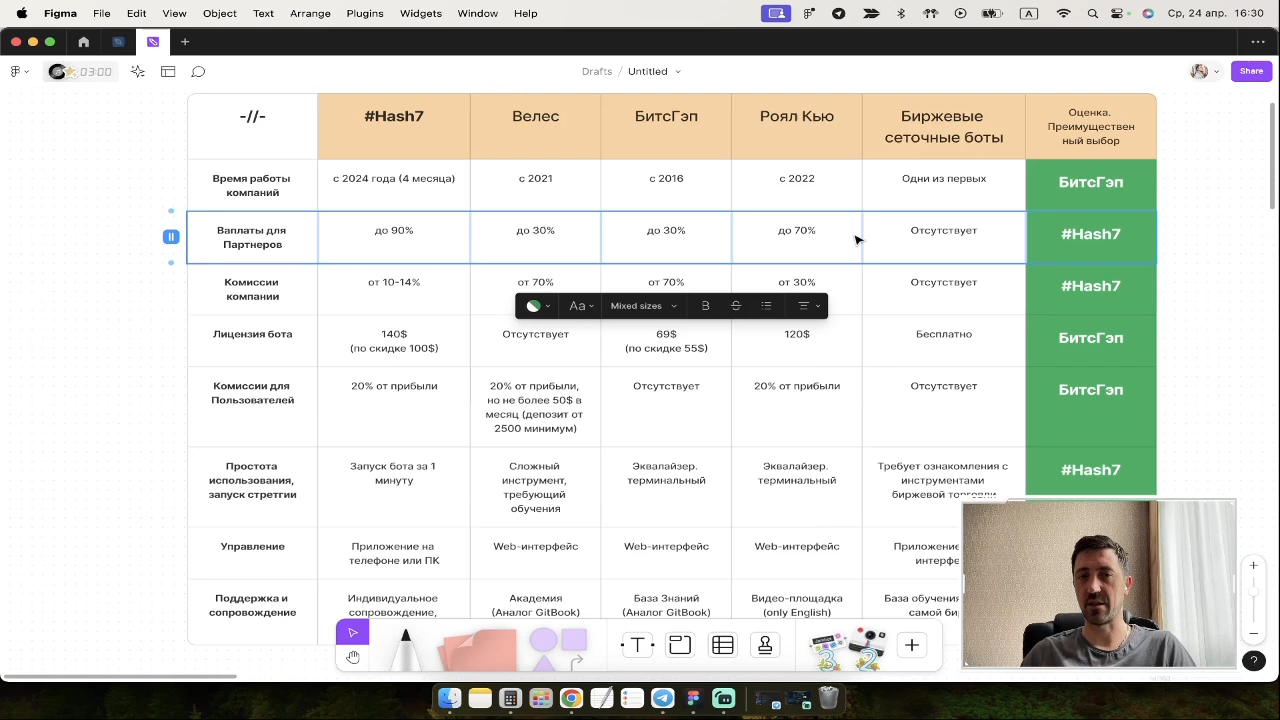 Figma File Edit View Object Text Arrange Plugins Widgets Window Help A Ср, 24 апр. 16:30
03:00 Drafts / Untitled Share
-//- #Hash7 Велес БитсГэп Роял Кью Биржевые
сеточные боты
Оценка.
Преимуществен
ный выбор
Время работы
компаний
с 2024 года (4 месяца) с 2021 с 2016 с 2022 Одни из первых БитсГэп
Ваплаты для
Партнеров
до 90% до 30% до 30% до 70% Отсутствует #Hash7
Комиссии
компании
от 10-14% от 70% от 70% от 30% Отсутствует #Hash7
Aa Mixed sizes B S
Лицензия бота
140$
(по скидке 100$)
Отсутствует
69$
(по скидке 55$)
120$ Бесплатно БитсГэп
Комиссии для
Пользователей
20% от прибыли
20% от прибыли,
но не более 50$ в
месяц (депозит от
2500 минимум)
Отсутствует 20% от прибыли Отсутствует БитсГэп
Простота
использования,
запуск стретгии
Запуск бота за 1
минуту
Сложный
инструмент,
требующий
обучения
Эквалайзер.
терминальный
Эквалайзер.
терминальный
Требует ознакомления с
инструментами
биржевой торговли
#Hash7
Управление
Приложение на
телефоне или ПК
Web-интерфейс Web-интерфейс Web-интерфейс
Поддержка и
сопровождение
Индивидуальное
сопровождение,
Академия
(Аналог GitBook)
База Знаний
(Аналог GitBook)
Видео-площадка
(only English)
T
?